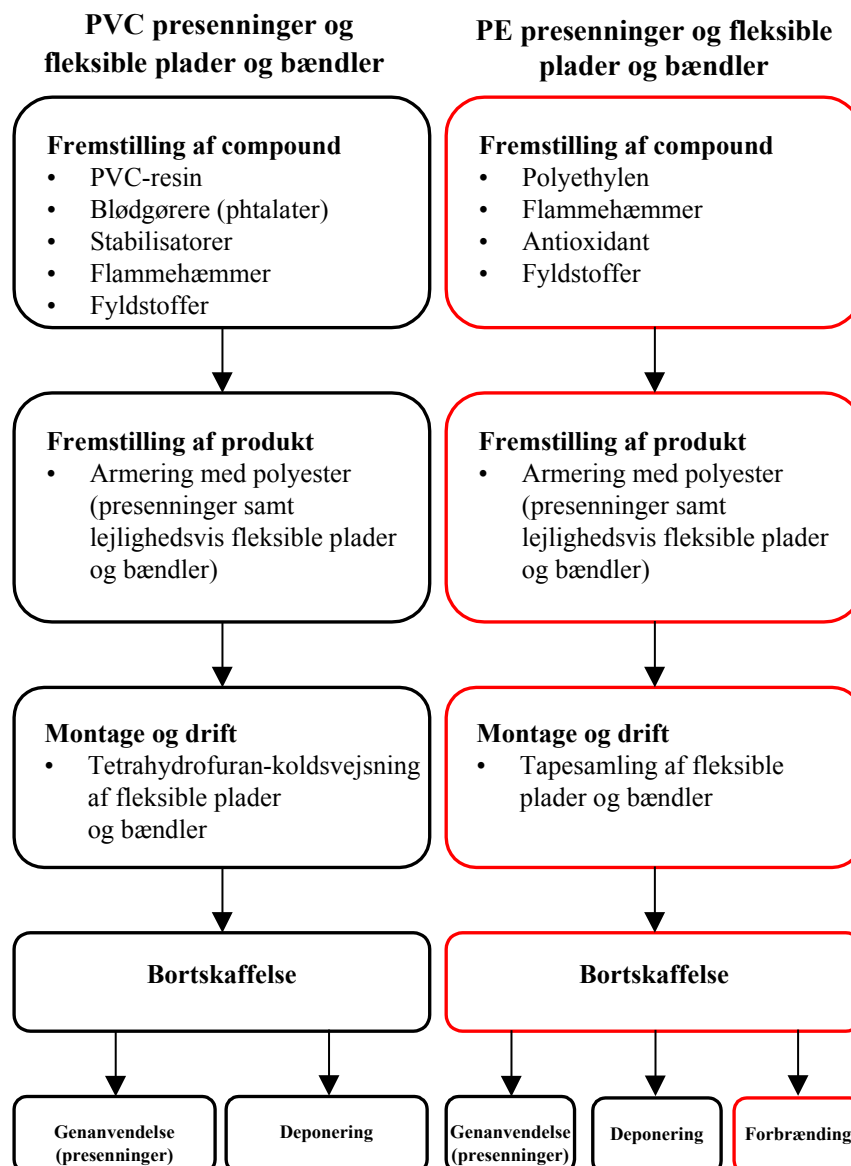 PVC presenninger og
fleksible plader og bændler
Fremstilling af compound
• PVC-resin
• Blødgørere (phtalater)
• Stabilisatorer
• Flammehæmmer
• Fyldstoffer
Fremstilling af produkt
• Armering med polyester
(presenninger samt
lejlighedsvis fleksible plader
og bændler)
Montage og drift
• Tetrahydrofuran-koldsvejsning
af fleksible plader
og bændler
Bortskaffelse
Genanvendelse
(presenninger)
Deponering
PE presenninger og fleksible
plader og bændler
Fremstilling af compound
• Polyethylen
• Flammehæmmer
• Antioxidant
• Fyldstoffer
Fremstilling af produkt
• Armering med polyester
(presenninger samt
lejlighedsvis fleksible plader
og bændler)
Montage og drift
• Tapesamling af fleksible
plader og bændler
Bortskaffelse
Genanvendelse
(presenninger)
Deponering
Forbrænding